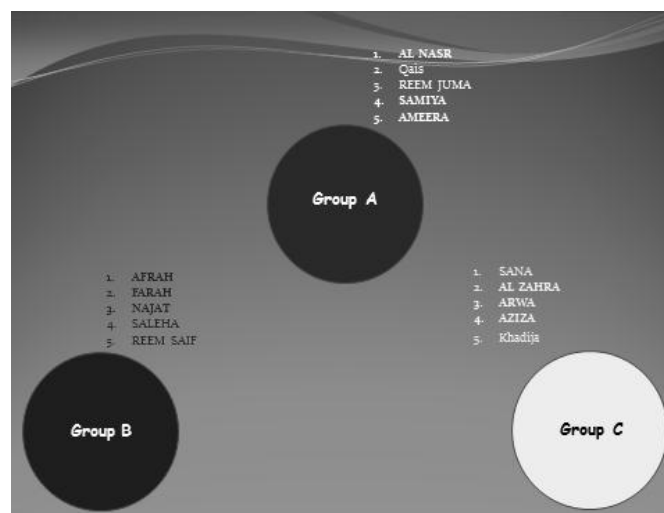 1. AL NASR
2. Qais
3. REEM JUMA
4. SAMIYA
5. AMEERA
Group A
1. AFRAH
2. FARAH
3. NAJAT
4. SALEHA
5. REEM SAIF
Group B
1. SANA
2. AL ZAHRA
3. ARWA
4. AZIZA
5. Khadija
Group C